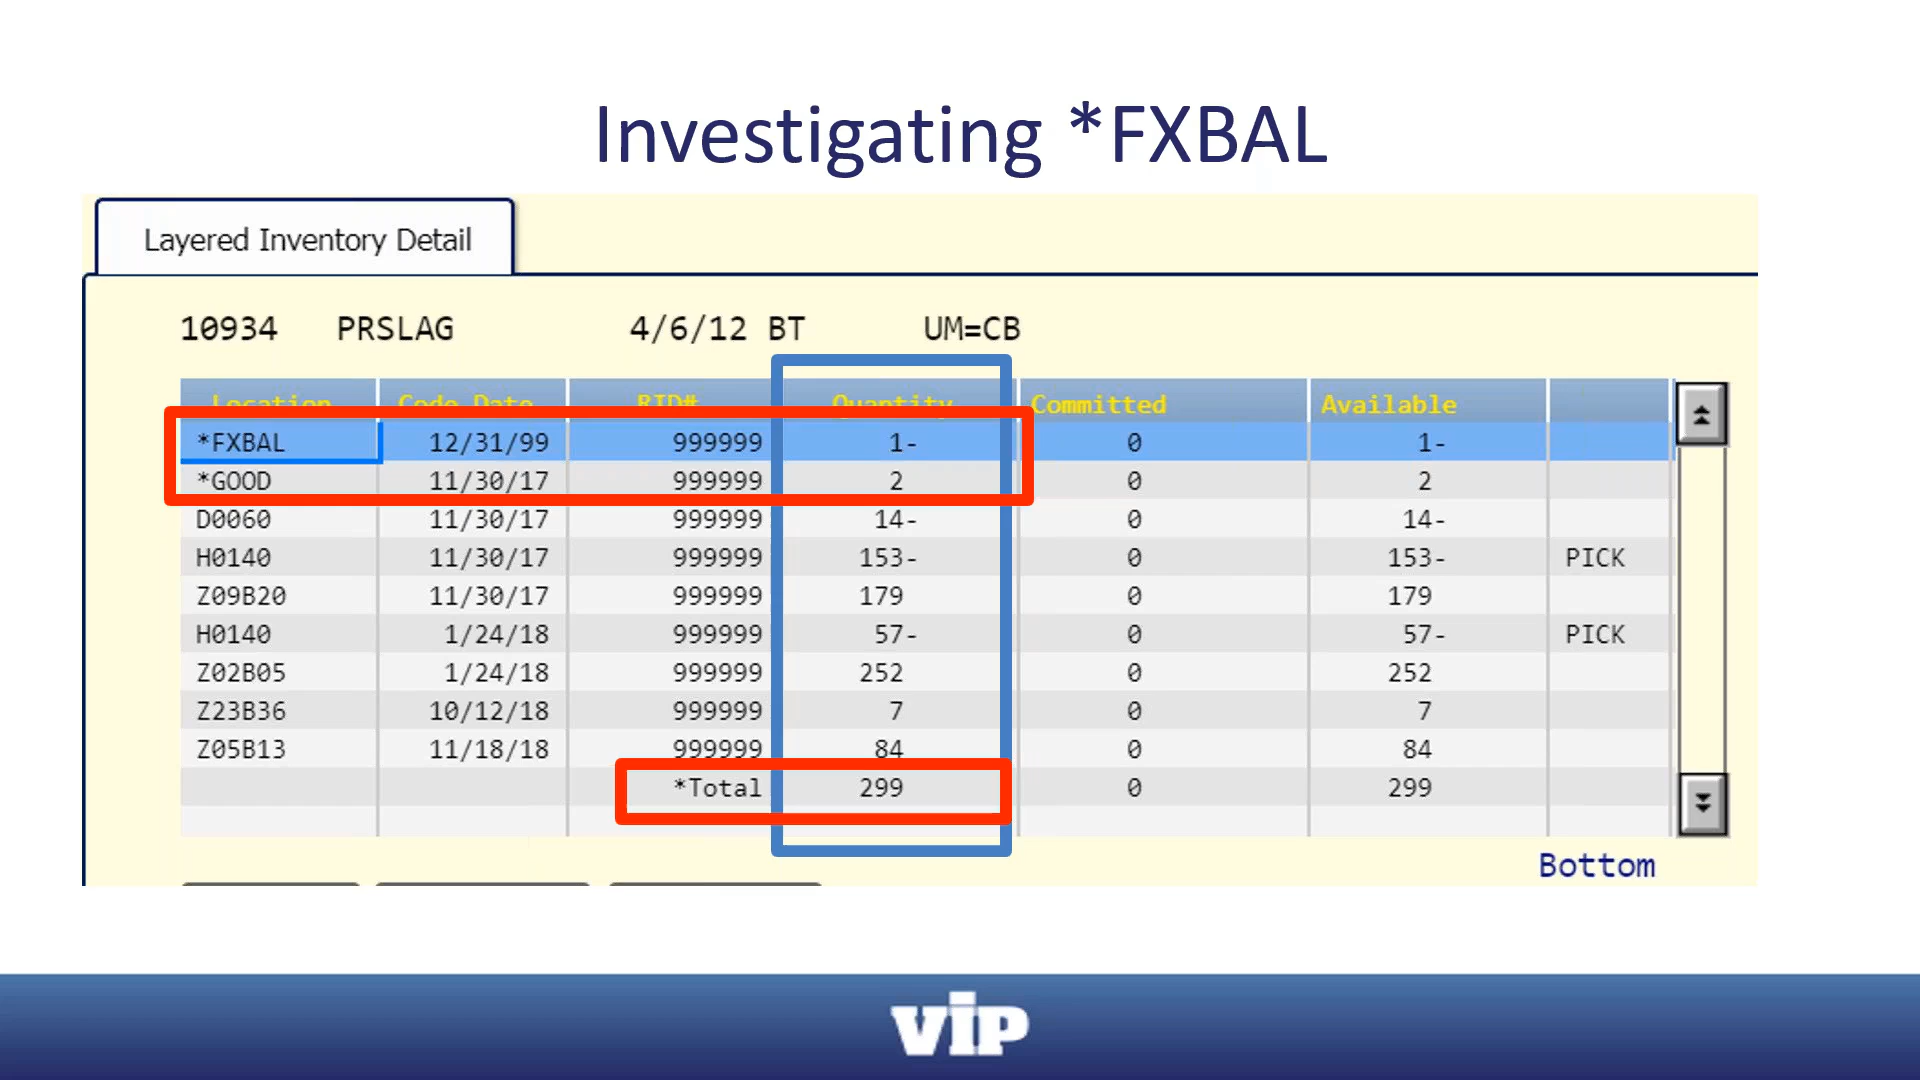 Investigating *FXBAL
Layered Inventory Detail
10934 PRSLAG 4/6/12 BT UM=CB
Location Code Date RID# Quantity Committed Available
*FXBAL 12/31/99 999999 1- 0 1-
*GOOD 11/30/17 999999 2 0 2
D0060 11/30/17 999999 14- 0 14-
H0140 11/30/17 999999 153- 0 153- PICK
Z09B20 11/30/17 999999 179 0 179
H0140 1/24/18 999999 57- 0 57- PICK
Z02B05 1/24/18 999999 252 0 252
Z23B36 10/12/18 999999 7 0 7
Z05B13 11/18/18 999999 84 0 84
*Total 299 0 299
Bottom
vip